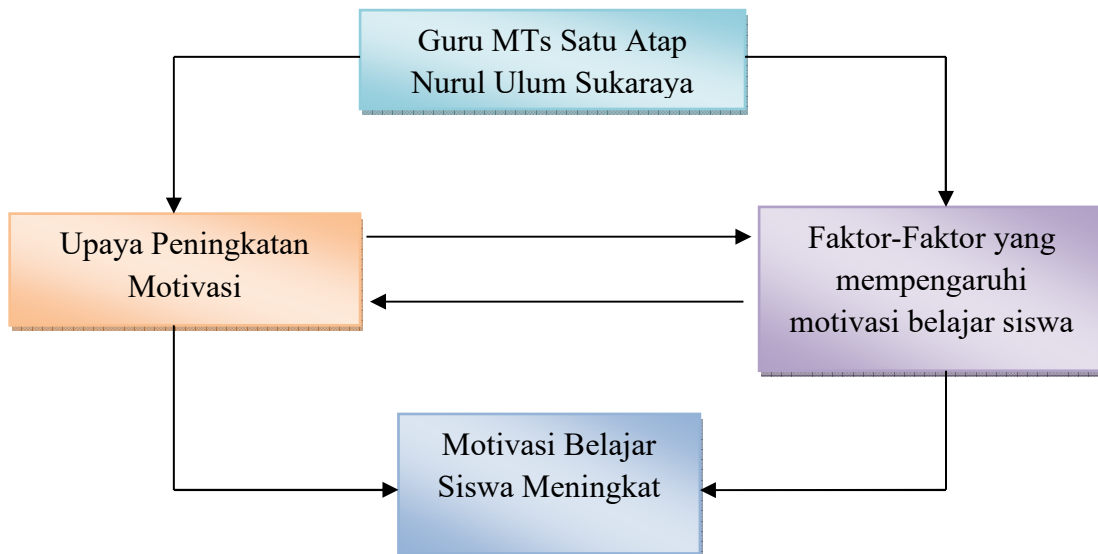 Guru MTs Satu Atap
Nurul Ulum Sukaraya
Upaya Peningkatan
Motivasi
Faktor-Faktor yang
mempengaruhi
motivasi belajar siswa
Motivasi Belajar
Siswa Meningkat